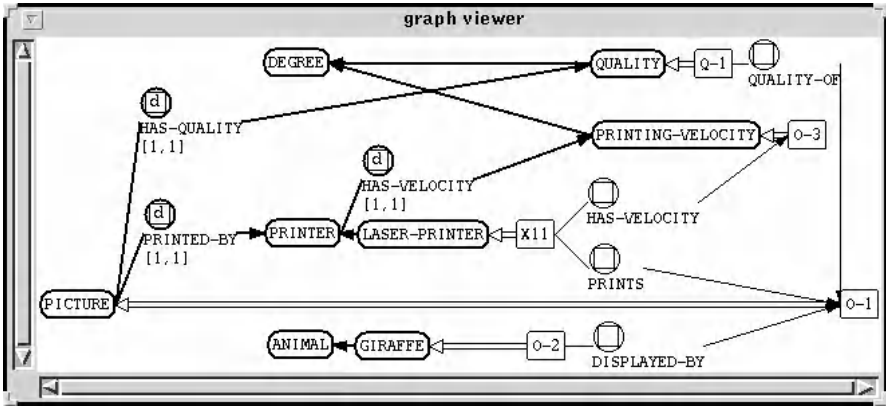 graph viewer
DEGREE
QUALITY
Q-1
QUALITY-OF
d
HAS-QUALITY
[1,1]
PRINTING-VELOCITY
O-3
d
HAS-VELOCITY
[1,1]
HAS-VELOCITY
d
PRINTED-BY
[1,1]
PRINTER
LASER-PRINTER
X11
PRINTS
PICTURE
O-1
ANIMAL
GIRAFFE
O-2
DISPLAYED-BY